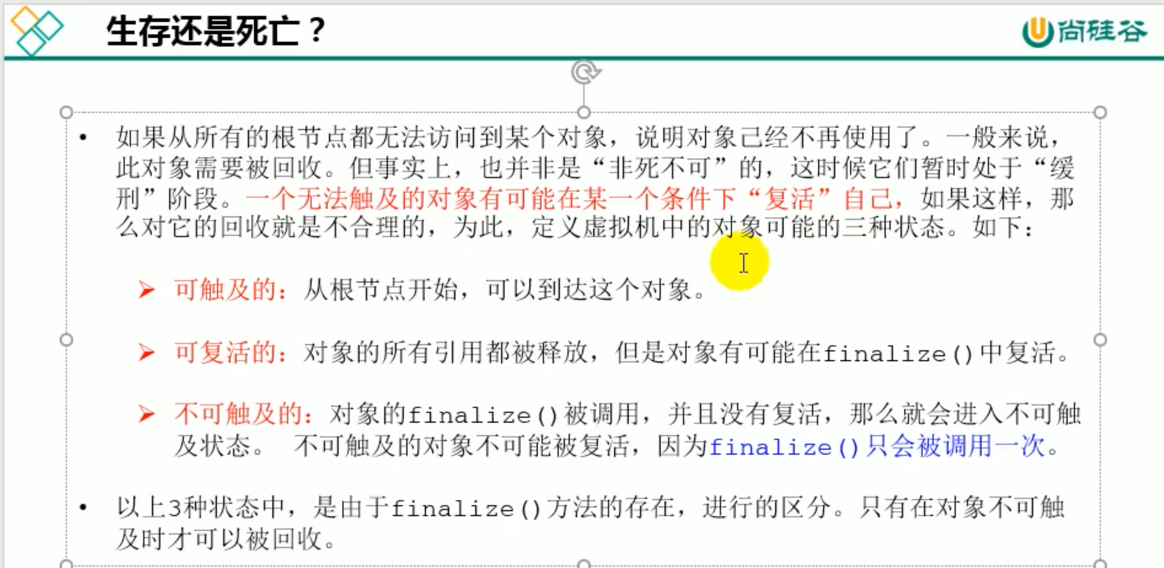 生存还是死亡？
尚硅谷
• 如果从所有的根节点都无法访问到某个对象，说明对象己经不再使用了。一般来说，
此对象需要被回收。但事实上，也并非是“非死不可”的，这时候它们暂时处于“缓
刑”阶段。一个无法触及的对象有可能在某一个条件下“复活”自己，如果这样，那
么对它的回收就是不合理的，为此，定义虚拟机中的对象可能的三种状态。如下：
➢ 可触及的：从根节点开始，可以到达这个对象。
➢ 可复活的：对象的所有引用都被释放，但是对象有可能在finalize()中复活。
➢ 不可触及的：对象的finalize()被调用，并且没有复活，那么就会进入不可触
及状态。 不可触及的对象不可能被复活，因为finalize()只会被调用一次。
• 以上3种状态中，是由于finalize()方法的存在，进行的区分。只有在对象不可触
及时才可以被回收。